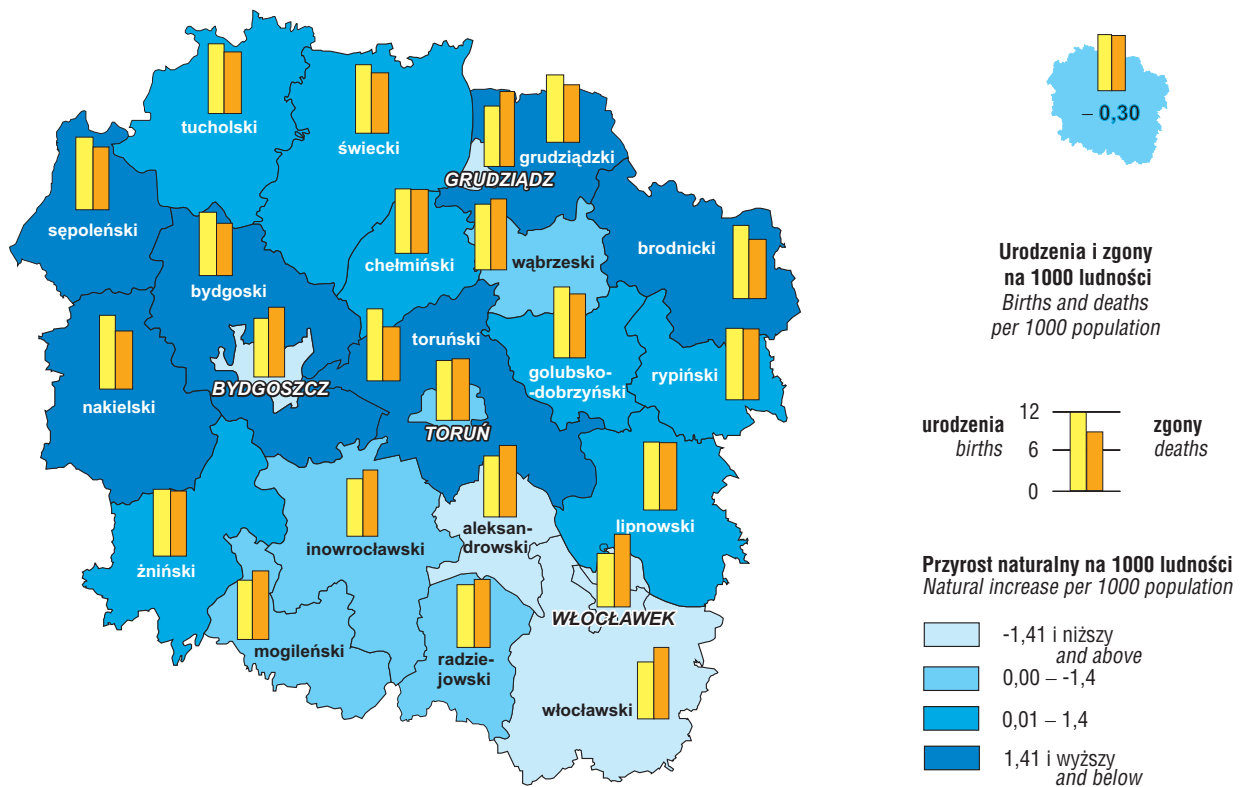 tucholski
świecki
grudziądzki
GRUDZIĄDZ
sępoleński
chełmiński
wąbrzeski
brodnicki
bydgoski
toruński
golubsko-
-dobrzyński
rypiński
BYDGOSZCZ
nakielski
TORUŃ
inowrocławski
aleksan-
drowski
lipnowski
żniński
WŁOCŁAWEK
mogileński
radzie-
jowski
włocławski
– 0,30
Urodzenia i zgony
na 1000 ludności
Births and deaths
per 1000 population
urodzenia
births
12
6
0
zgony
deaths
Przyrost naturalny na 1000 ludności
Natural increase per 1000 population
-1,41 i niższy
and above
0,00 – -1,4
0,01 – 1,4
1,41 i wyższy
and below